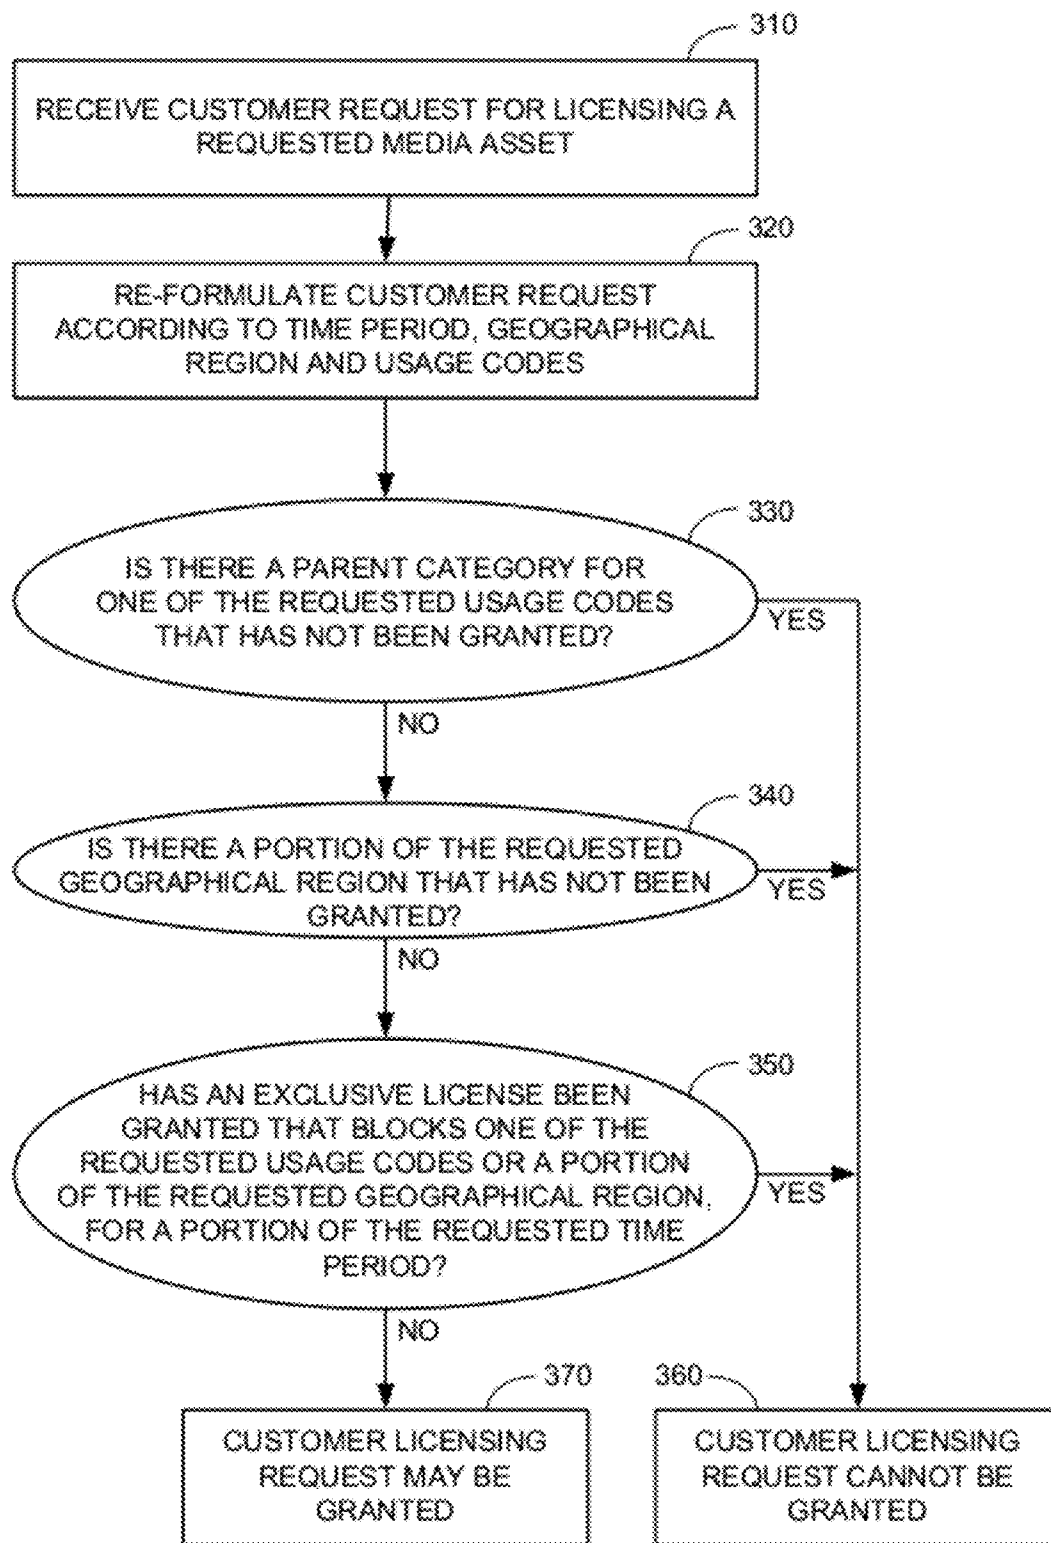 310
RECEIVE CUSTOMER REQUEST FOR LICENSING A
REQUESTED MEDIA ASSET
320
RE-FORMULATE CUSTOMER REQUEST
ACCORDING TO TIME PERIOD, GEOGRAPHICAL
REGION AND USAGE CODES
330
IS THERE A PARENT CATEGORY FOR
ONE OF THE REQUESTED USAGE CODES
THAT HAS NOT BEEN GRANTED?
YES
NO
340
IS THERE A PORTION OF THE REQUESTED
GEOGRAPHICAL REGION THAT HAS NOT BEEN
GRANTED?
YES
NO
350
HAS AN EXCLUSIVE LICENSE BEEN
GRANTED THAT BLOCKS ONE OF THE
REQUESTED USAGE CODES OR A PORTION
OF THE REQUESTED GEOGRAPHICAL REGION,
FOR A PORTION OF THE REQUESTED TIME
PERIOD?
YES
NO
370
CUSTOMER LICENSING
REQUEST MAY BE
GRANTED
360
CUSTOMER LICENSING
REQUEST CANNOT BE
GRANTED